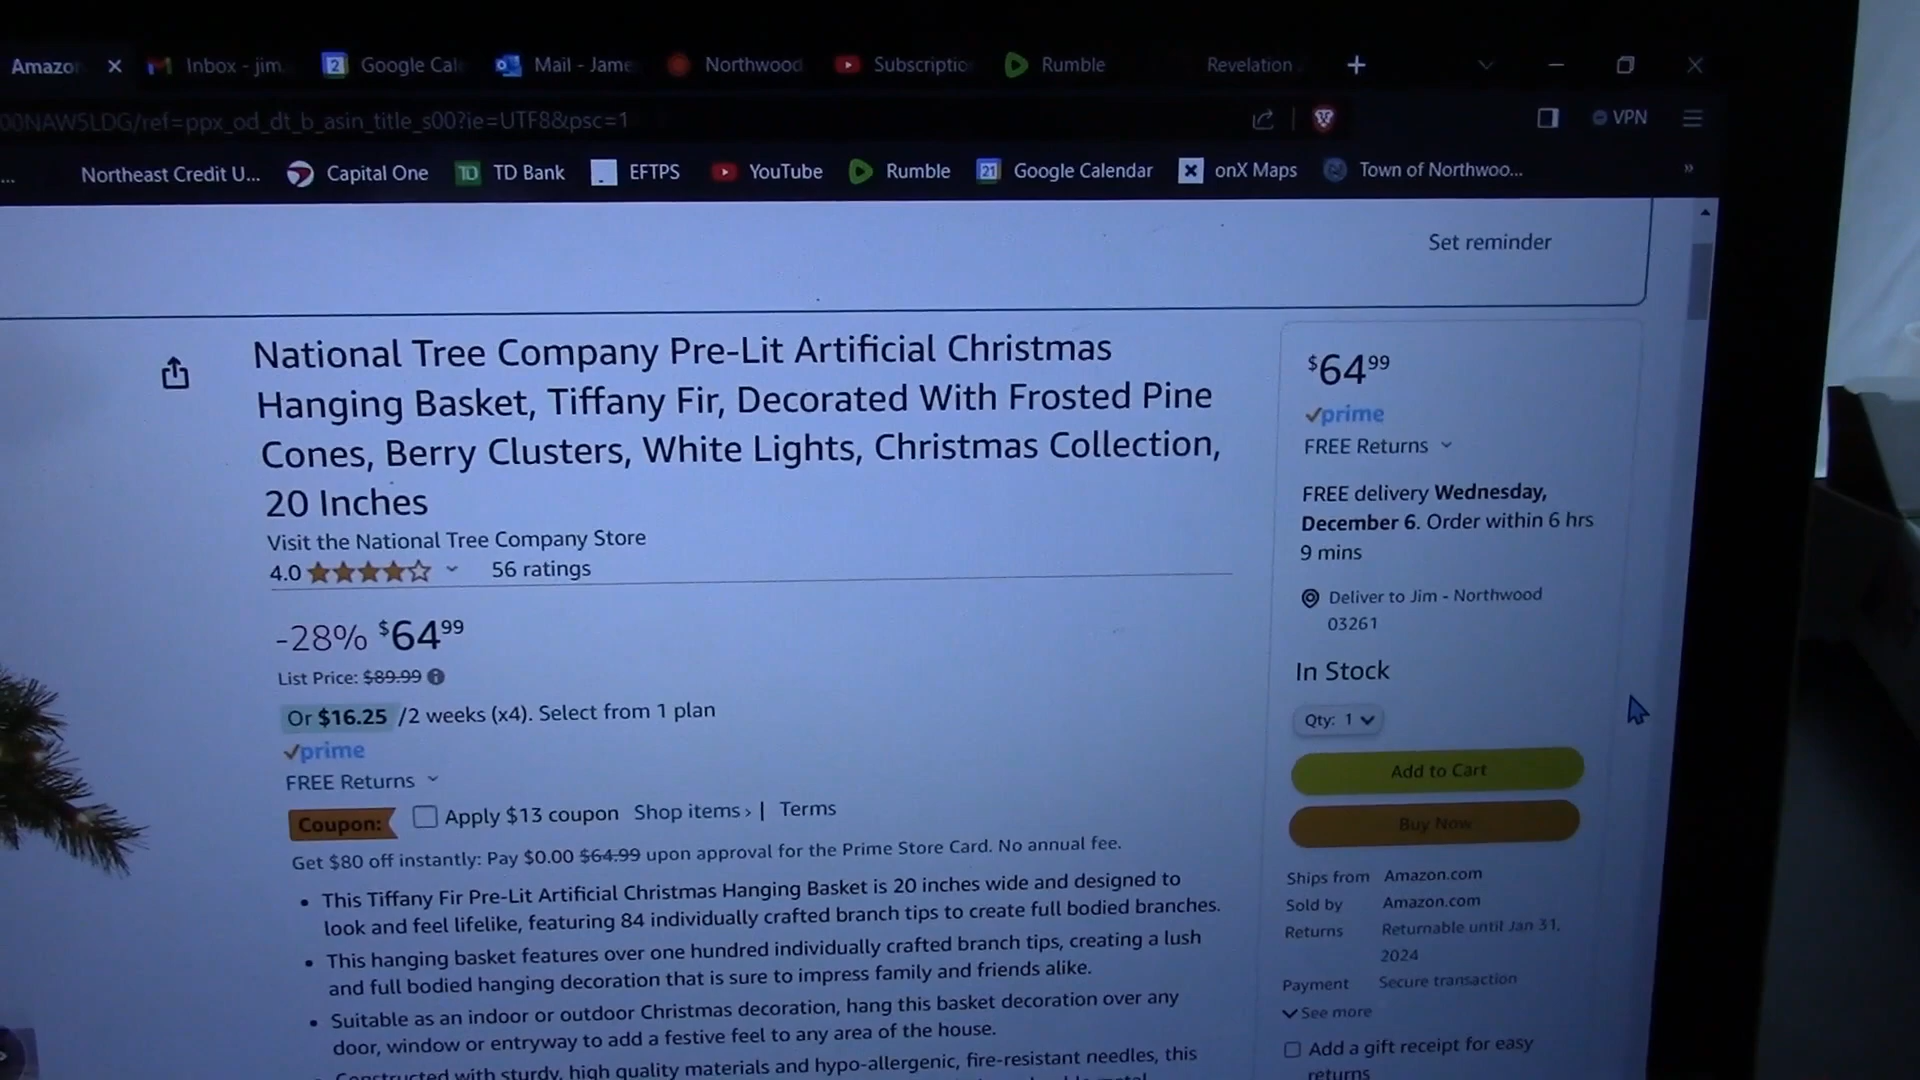 Amazo
Inbox - jim
Google Cal
Mail - Jame
Northwood
Subscriptio
Rumble
Revelation
00NAW5LDG/ref=ppx_od_dt_b_asin_title_s00?ie=UTF8&psc=1
VPN
...
Northeast Credit U...
Capital One
TD Bank
EFTPS
YouTube
Rumble
21
Google Calendar
onX Maps
Town of Northwoo...
»
Set reminder
National Tree Company Pre-Lit Artificial Christmas
Hanging Basket, Tiffany Fir, Decorated With Frosted Pine
Cones, Berry Clusters, White Lights, Christmas Collection,
20 Inches
Visit the National Tree Company Store
4.0
56 ratings
-28% $6499
List Price: $89.99
Or $16.25 /2 weeks (x4). Select from 1 plan
prime
FREE Returns
Coupon: Apply $13 coupon Shop items › | Terms
Get $80 off instantly: Pay $0.00 $64.99 upon approval for the Prime Store Card. No annual fee.
• This Tiffany Fir Pre-Lit Artificial Christmas Hanging Basket is 20 inches wide and designed to
look and feel lifelike, featuring 84 individually crafted branch tips to create full bodied branches.
• This hanging basket features over one hundred individually crafted branch tips, creating a lush
and full bodied hanging decoration that is sure to impress family and friends alike.
• Suitable as an indoor or outdoor Christmas decoration, hang this basket decoration over any
door, window or entryway to add a festive feel to any area of the house.
• Constructed with sturdy, high quality materials and hypo-allergenic, fire-resistant needles, this
$6499
prime
FREE Returns
FREE delivery Wednesday,
December 6. Order within 6 hrs
9 mins
Deliver to Jim - Northwood
03261
In Stock
Qty: 1
Add to Cart
Buy Now
Ships from Amazon.com
Sold by Amazon.com
Returns Returnable until Jan 31,
2024
Payment Secure transaction
See more
Add a gift receipt for easy
returns